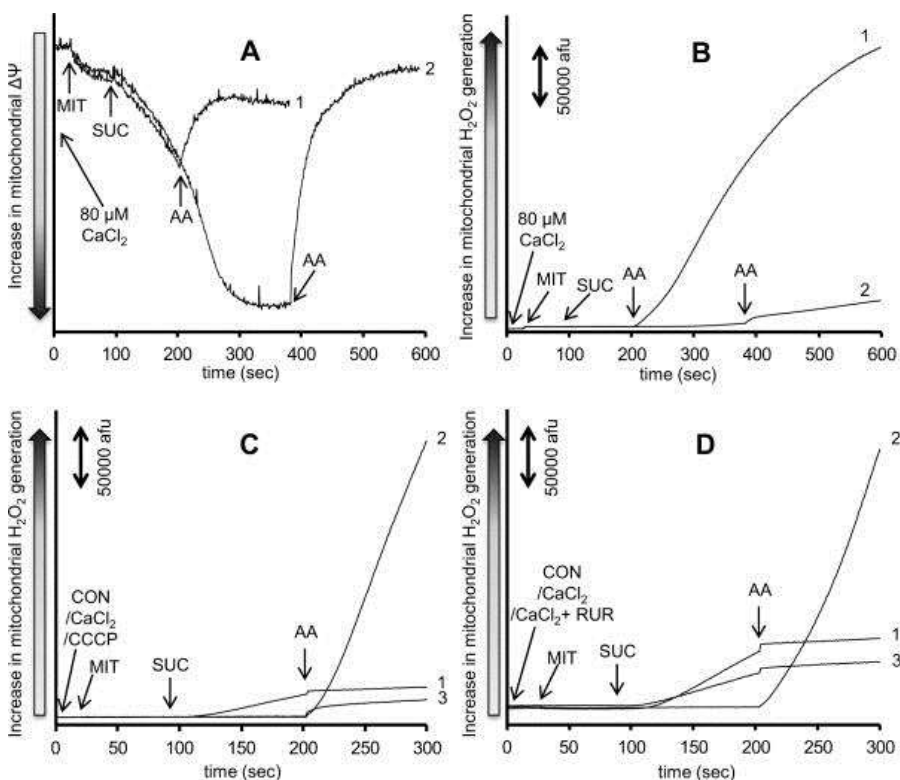 A
Increase in mitochondrial ΔΨ
MIT
SUC
80 µM
CaCl₂
AA
AA
1
2
0 100 200 300 400 500 600
time (sec)
B
Increase in mitochondrial H₂O₂ generation
50000 afu
80 µM
CaCl₂
MIT
SUC
AA
AA
1
2
0 100 200 300 400 500 600
time (sec)
C
Increase in mitochondrial H₂O₂ generation
50000 afu
CON
/CaCl₂
/CCCP
MIT
SUC
AA
2
1
3
0 50 100 150 200 250 300
time (sec)
D
Increase in mitochondrial H₂O₂ generation
50000 afu
CON
/CaCl₂
/CaCl₂+ RUR
MIT
SUC
AA
2
1
3
0 50 100 150 200 250 300
time (sec)